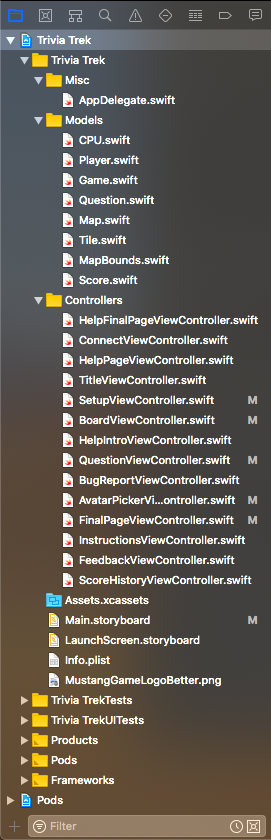 Trivia Trek
Trivia Trek
Misc
AppDelegate.swift
Models
CPU.swift
Player.swift
Game.swift
Question.swift
Map.swift
Tile.swift
MapBounds.swift
Score.swift
Controllers
HelpFinalPageViewController.swift
ConnectViewController.swift
HelpPageViewController.swift
TitleViewController.swift
SetupViewController.swift M
BoardViewController.swift M
HelpIntroViewController.swift
QuestionViewController.swift M
BugReportViewController.swift
AvatarPickerVi...ontroller.swift M
FinalPageViewController.swift M
InstructionsViewController.swift
FeedbackViewController.swift
ScoreHistoryViewController.swift
Assets.xcassets
Main.storyboard M
LaunchScreen.storyboard
Info.plist
MustangGameLogoBetter.png
Trivia TrekTests
Trivia TrekUITests
Products
Pods
Frameworks
Pods
Filter